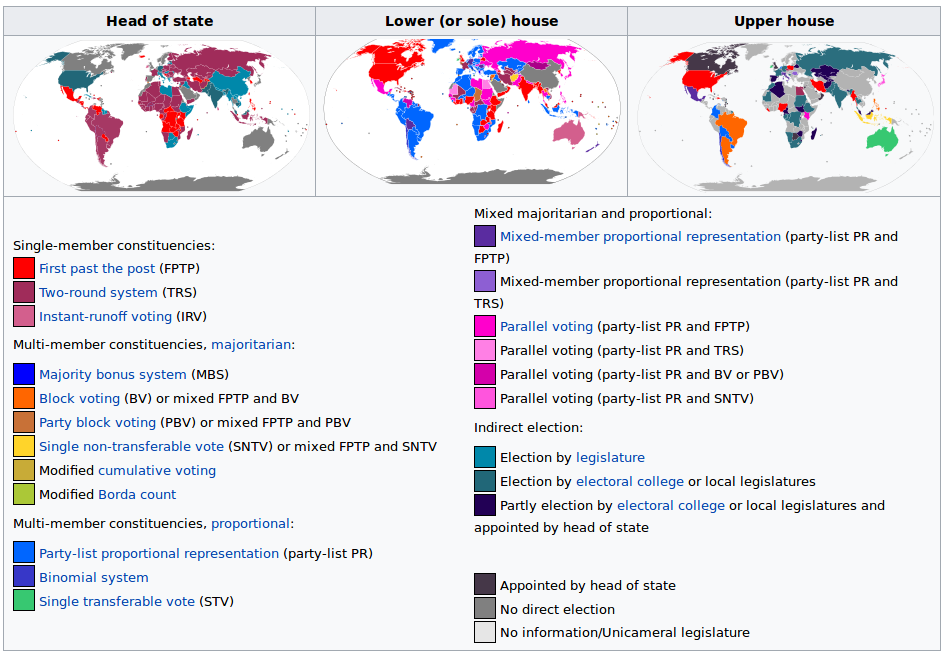 Head of state
Lower (or sole) house
Upper house
Single-member constituencies:
First past the post (FPTP)
Two-round system (TRS)
Instant-runoff voting (IRV)
Multi-member constituencies, majoritarian:
Majority bonus system (MBS)
Block voting (BV) or mixed FPTP and BV
Party block voting (PBV) or mixed FPTP and PBV
Single non-transferable vote (SNTV) or mixed FPTP and SNTV
Modified cumulative voting
Modified Borda count
Multi-member constituencies, proportional:
Party-list proportional representation (party-list PR)
Binomial system
Single transferable vote (STV)
Mixed majoritarian and proportional:
Mixed-member proportional representation (party-list PR and
FPTP)
Mixed-member proportional representation (party-list PR and
TRS)
Parallel voting (party-list PR and FPTP)
Parallel voting (party-list PR and TRS)
Parallel voting (party-list PR and BV or PBV)
Parallel voting (party-list PR and SNTV)
Indirect election:
Election by legislature
Election by electoral college or local legislatures
Partly election by electoral college or local legislatures and
appointed by head of state
Appointed by head of state
No direct election
No information/Unicameral legislature